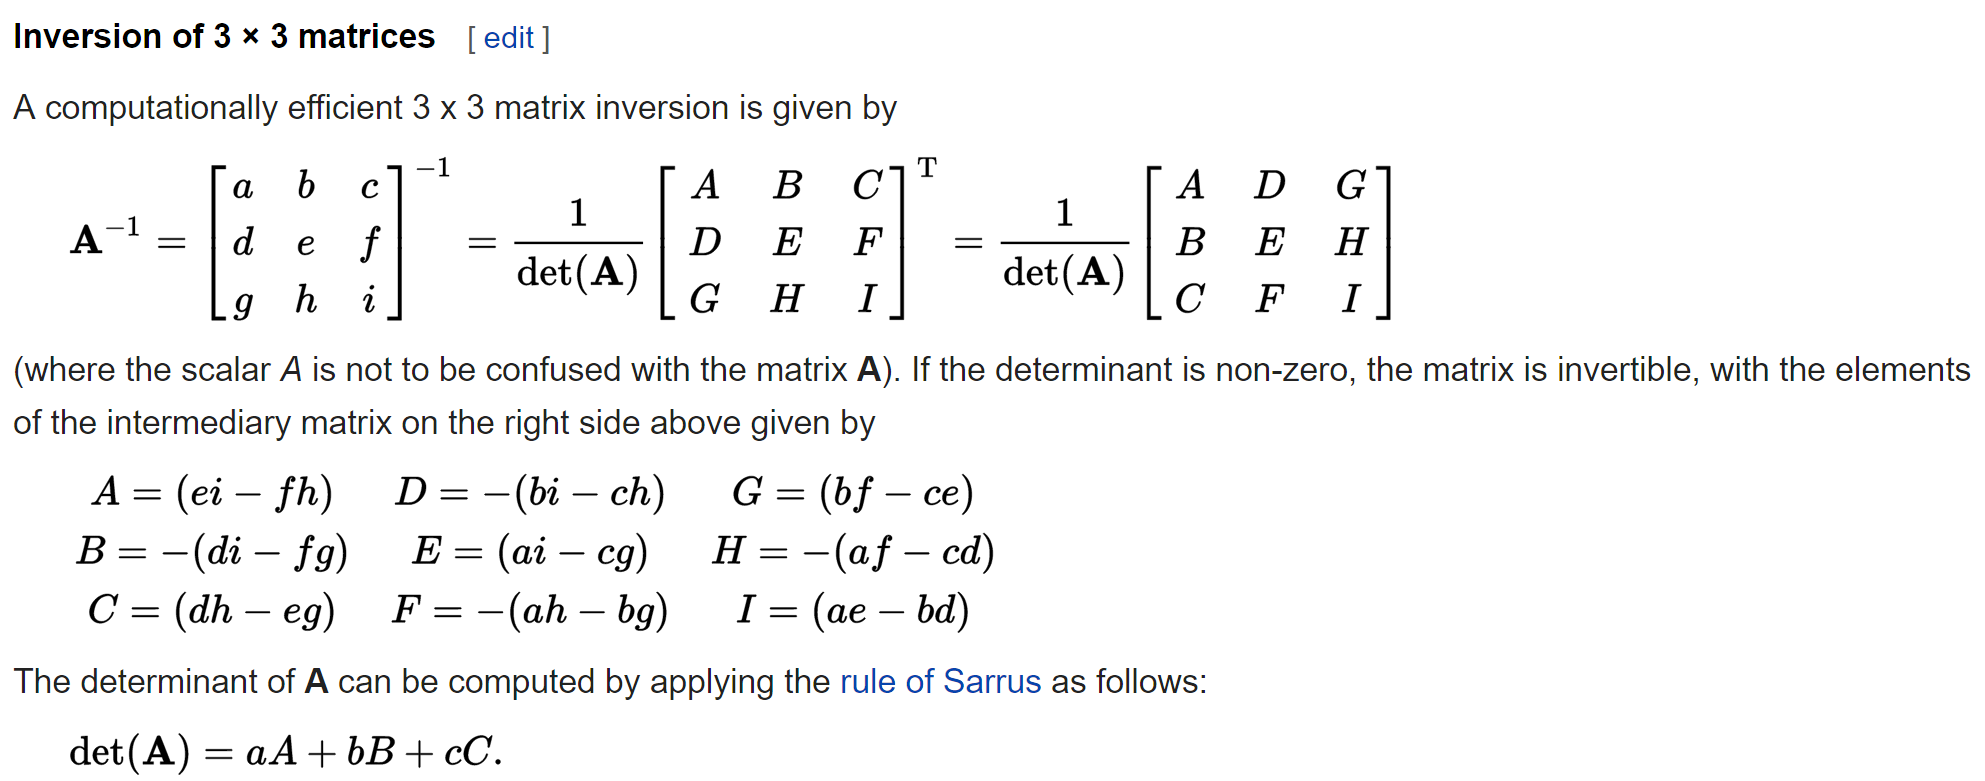 Inversion of 3 × 3 matrices [ edit ]
A computationally efficient 3 x 3 matrix inversion is given by
$$\mathbf{A}^{-1} = \begin{bmatrix} a & b & c \\ d & e & f \\ g & h & i \end{bmatrix}^{-1} = \frac{1}{\det(\mathbf{A})} \begin{bmatrix} A & B & C \\ D & E & F \\ G & H & I \end{bmatrix}^{\mathrm{T}} = \frac{1}{\det(\mathbf{A})} \begin{bmatrix} A & D & G \\ B & E & H \\ C & F & I \end{bmatrix}$$
(where the scalar A is not to be confused with the matrix A). If the determinant is non-zero, the matrix is invertible, with the elements
of the intermediary matrix on the right side above given by
A = (ei − fh) D = −(bi − ch) G = (bf − ce)
B = −(di − fg) E = (ai − cg) H = −(af − cd)
C = (dh − eg) F = −(ah − bg) I = (ae − bd)
The determinant of A can be computed by applying the rule of Sarrus as follows:
det(A) = aA + bB + cC.